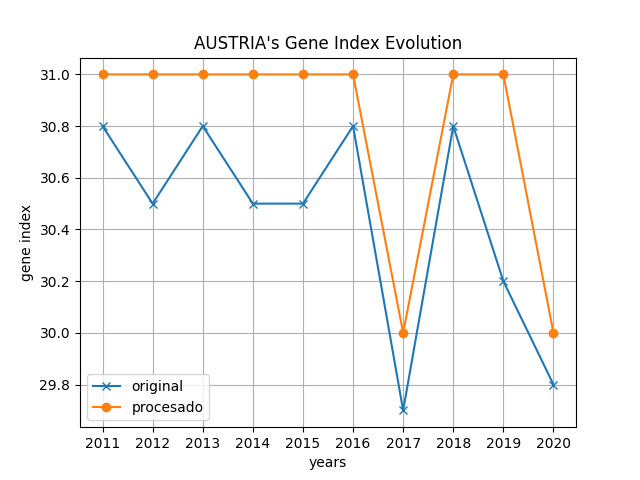 AUSTRIA's Gene Index Evolution
31.0
30.8
30.6
30.4
30.2
30.0
29.8
gene index
original
procesado
2011 2012 2013 2014 2015 2016 2017 2018 2019 2020
years